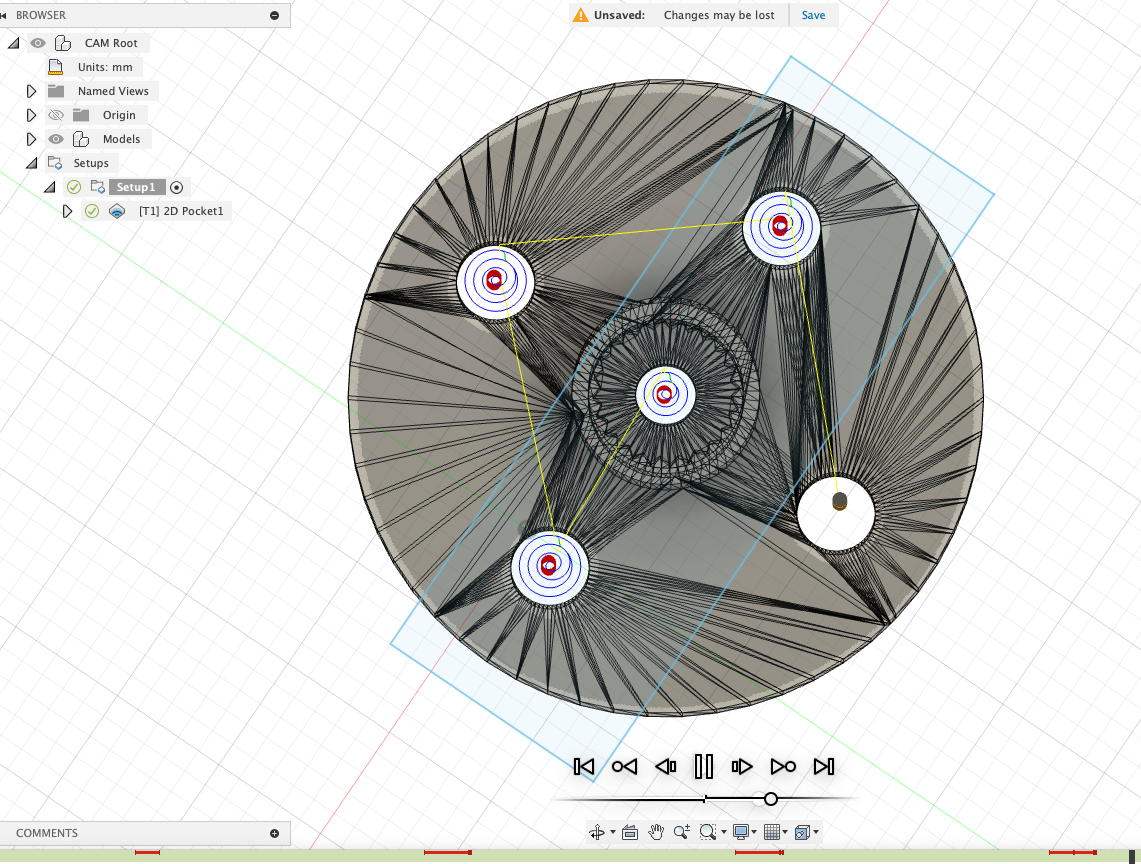 BROWSER
Unsaved: Changes may be lost Save
CAM Root
Units: mm
Named Views
Origin
Models
Setups
Setup1
[T1] 2D Pocket1
COMMENTS